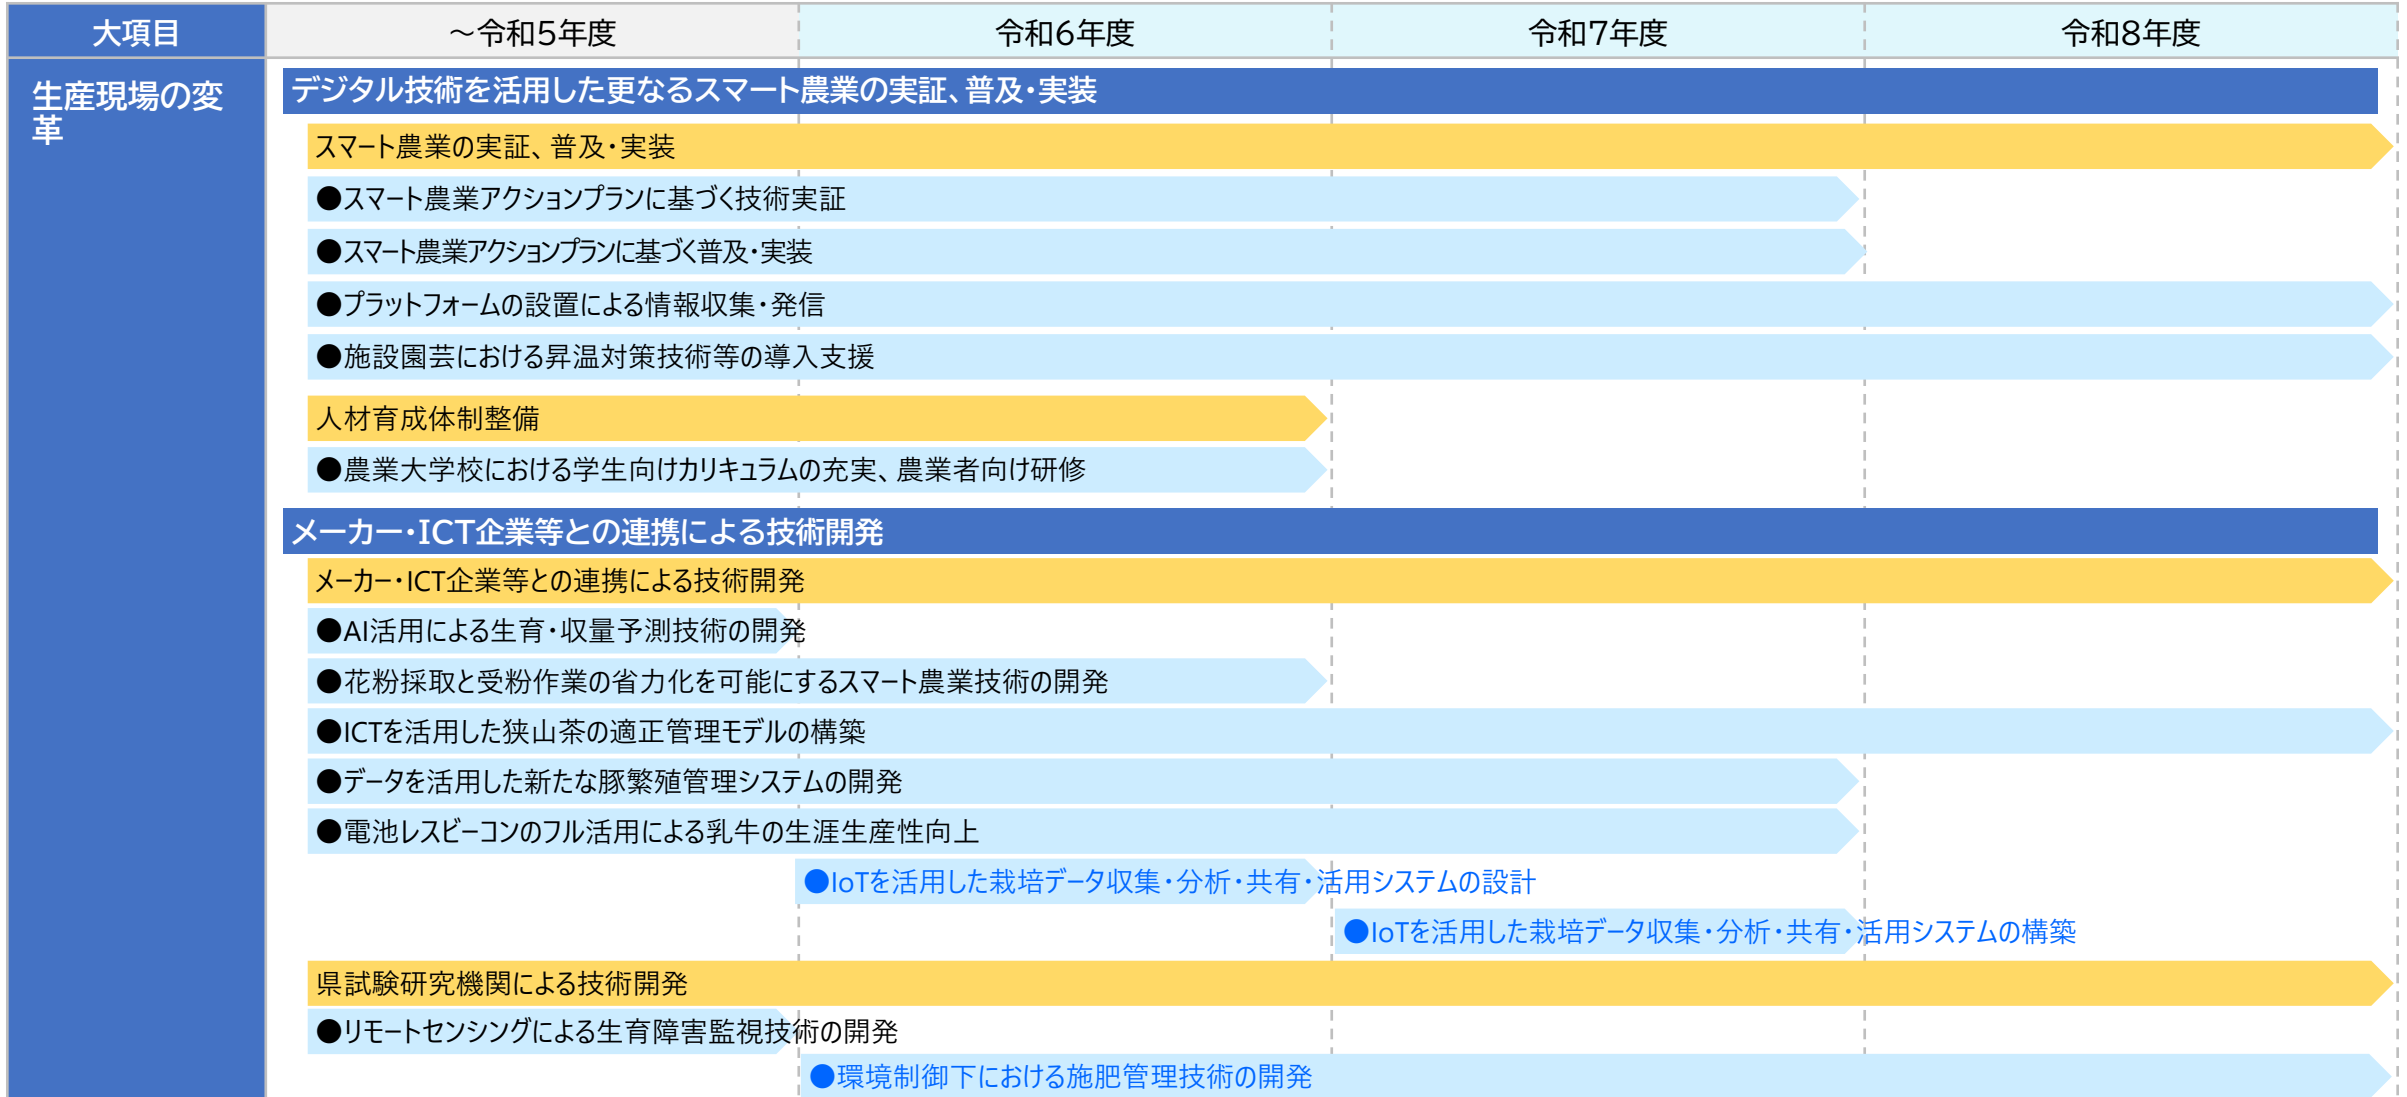 大項目
～令和5年度
令和6年度
令和7年度
令和8年度
生産現場の変
革
デジタル技術を活用した更なるスマート農業の実証、普及・実装
スマート農業の実証、普及・実装
●スマート農業アクションプランに基づく技術実証
●スマート農業アクションプランに基づく普及・実装
●プラットフォームの設置による情報収集・発信
●施設園芸における昇温対策技術等の導入支援
人材育成体制整備
●農業大学校における学生向けカリキュラムの充実、農業者向け研修
メーカー・ICT企業等との連携による技術開発
メーカー・ICT企業等との連携による技術開発
●AI活用による生育・収量予測技術の開発
●花粉採取と受粉作業の省力化を可能にするスマート農業技術の開発
●ICTを活用した狭山茶の適正管理モデルの構築
●データを活用した新たな豚繁殖管理システムの開発
●電池レスビーコンのフル活用による乳牛の生涯生産性向上
●IoTを活用した栽培データ収集・分析・共有・活用システムの設計
●IoTを活用した栽培データ収集・分析・共有・活用システムの構築
県試験研究機関による技術開発
●リモートセンシングによる生育障害監視技術の開発
●環境制御下における施肥管理技術の開発